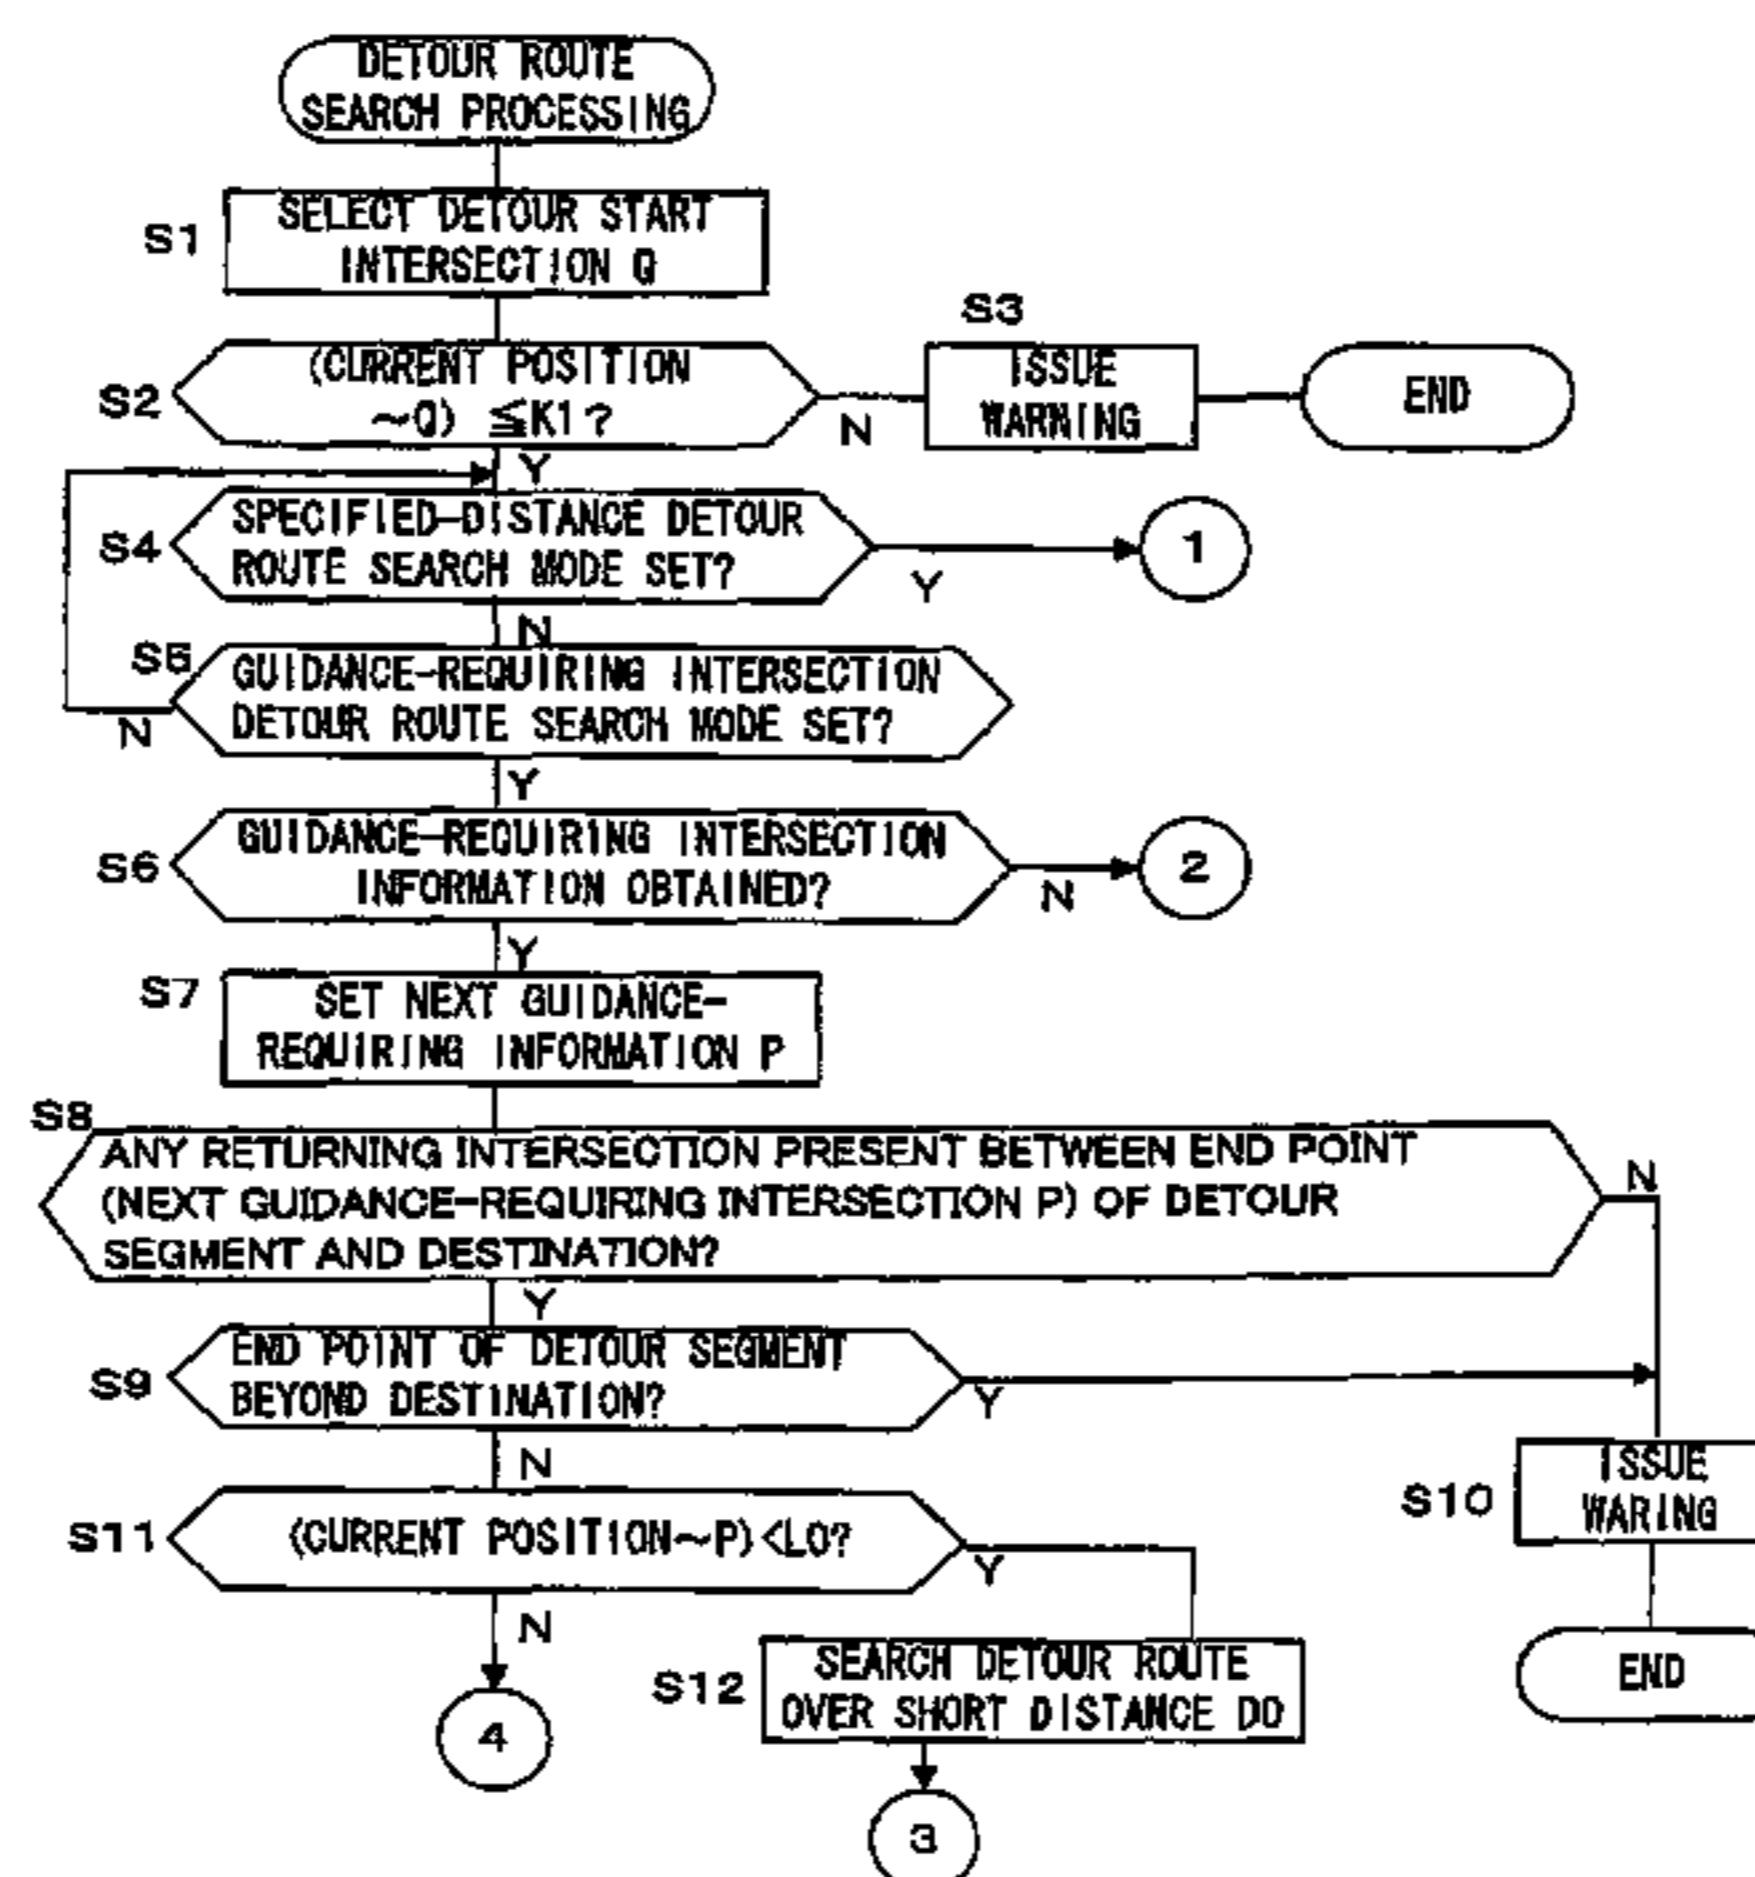 DETOUR ROUTE
SEARCH PROCESSING
S1
SELECT DETOUR START
INTERSECTION Q
S2
(CURRENT POSITION
~Q) ≦K1?
N
S3
ISSUE
WARNING
END
Y
S4
SPECIFIED-DISTANCE DETOUR
ROUTE SEARCH MODE SET?
Y
1
N
S5
GUIDANCE-REQUIRING INTERSECTION
DETOUR ROUTE SEARCH MODE SET?
N
Y
S6
GUIDANCE-REQUIRING INTERSECTION
INFORMATION OBTAINED?
N
2
Y
S7
SET NEXT GUIDANCE-
REQUIRING INFORMATION P
S8
ANY RETURNING INTERSECTION PRESENT BETWEEN END POINT
(NEXT GUIDANCE-REQUIRING INTERSECTION P) OF DETOUR
SEGMENT AND DESTINATION?
N
Y
S9
END POINT OF DETOUR SEGMENT
BEYOND DESTINATION?
Y
N
S10
ISSUE
WARING
END
S11
(CURRENT POSITION~P)<L0?
Y
N
4
S12
SEARCH DETOUR ROUTE
OVER SHORT DISTANCE D0
3